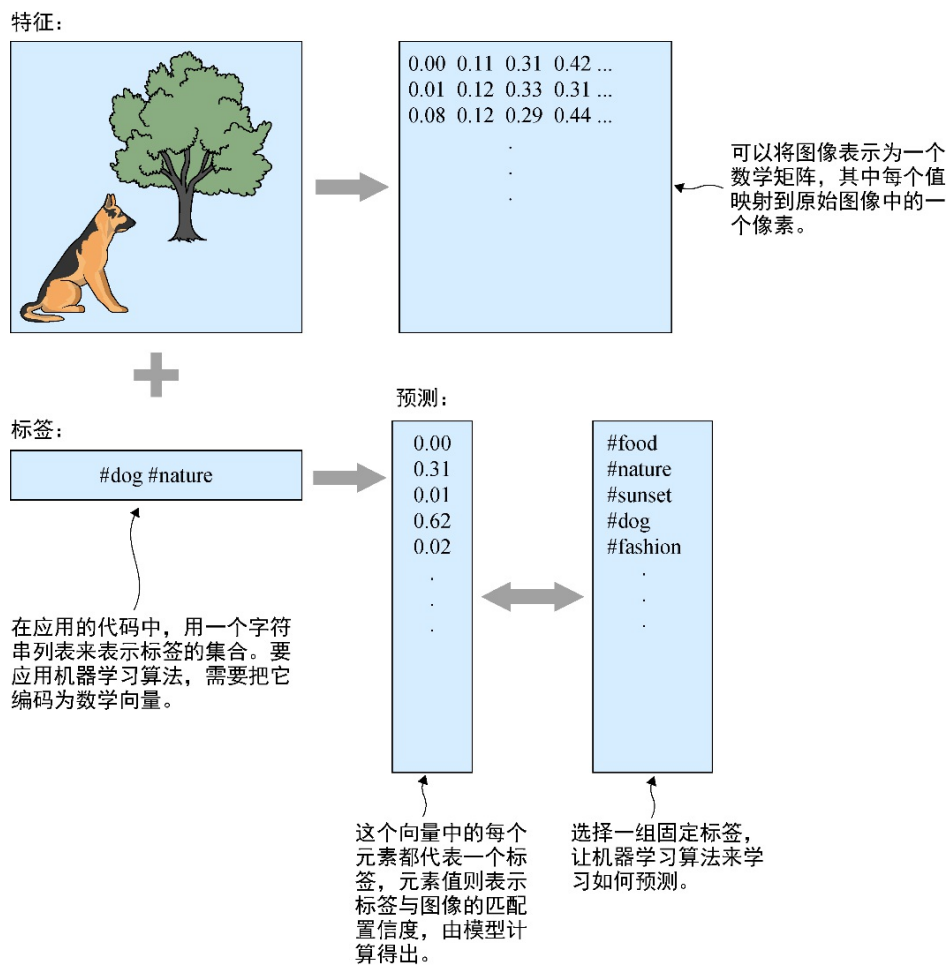 特征：
0.00 0.11 0.31 0.42 ...
0.01 0.12 0.33 0.31 ...
0.08 0.12 0.29 0.44 ...
.
.
可以将图像表示为一个
数学矩阵，其中每个值
映射到原始图像中的一
个像素。
标签：
#dog #nature
在应用的代码中，用一个字符
串列表来表示标签的集合。要
应用机器学习算法，需要把它
编码为数学向量。
预测：
0.00
0.31
0.01
0.62
0.02
.
.
.
这个向量中的每个
元素都代表一个标
签，元素值则表示
标签与图像的匹配
置信度，由模型计
算得出。
#food
#nature
#sunset
#dog
#fashion
.
.
.
选择一组固定标签，
让机器学习算法来学
习如何预测。